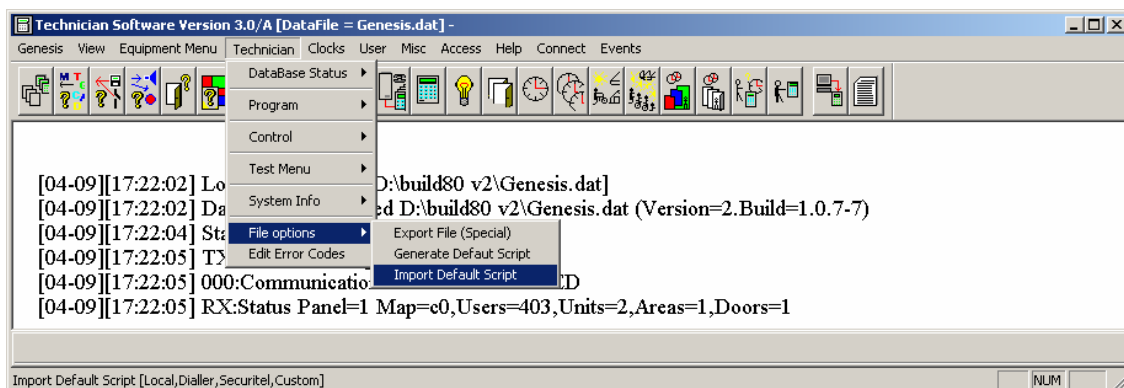 Technician Software Version 3.0/A [DataFile = Genesis.dat] -
Genesis View Equipment Menu Technician Clocks User Misc Access Help Connect Events
DataBase Status
Program
Control
Test Menu
System Info
File options
Edit Error Codes
Export File (Special)
Generate Defaut Script
Import Default Script
[04-09][17:22:02] Lo D:\build80 v2\Genesis.dat]
[04-09][17:22:02] Da ed D:\build80 v2\Genesis.dat (Version=2.Build=1.0.7-7)
[04-09][17:22:04] Sta
[04-09][17:22:05] TX
[04-09][17:22:05] 000:Communicatio ED
[04-09][17:22:05] RX:Status Panel=1 Map=c0,Users=403,Units=2,Areas=1,Doors=1
Import Default Script [Local,Dialler,Securitel,Custom]
NUM